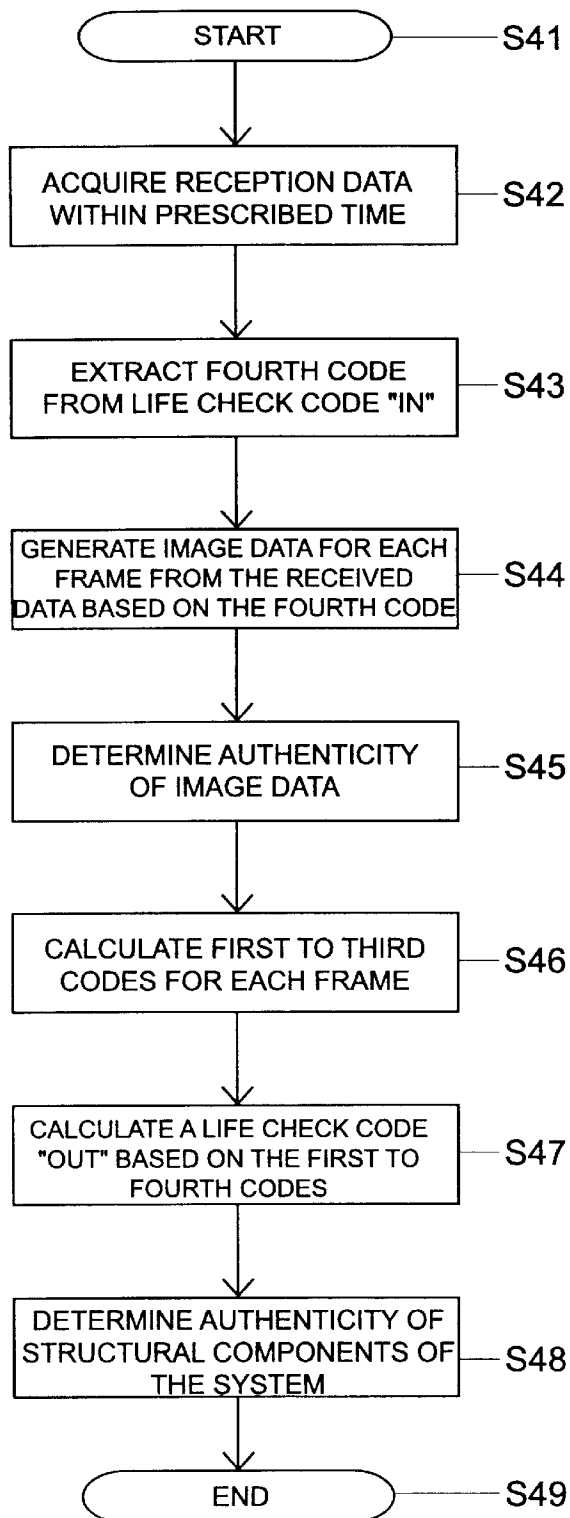 START
S41
ACQUIRE RECEPTION DATA
WITHIN PRESCRIBED TIME
S42
EXTRACT FOURTH CODE
FROM LIFE CHECK CODE "IN"
S43
GENERATE IMAGE DATA FOR EACH
FRAME FROM THE RECEIVED
DATA BASED ON THE FOURTH CODE
S44
DETERMINE AUTHENTICITY
OF IMAGE DATA
S45
CALCULATE FIRST TO THIRD
CODES FOR EACH FRAME
S46
CALCULATE A LIFE CHECK CODE
"OUT" BASED ON THE FIRST TO
FOURTH CODES
S47
DETERMINE AUTHENTICITY OF
STRUCTURAL COMPONENTS OF
THE SYSTEM
S48
END
S49